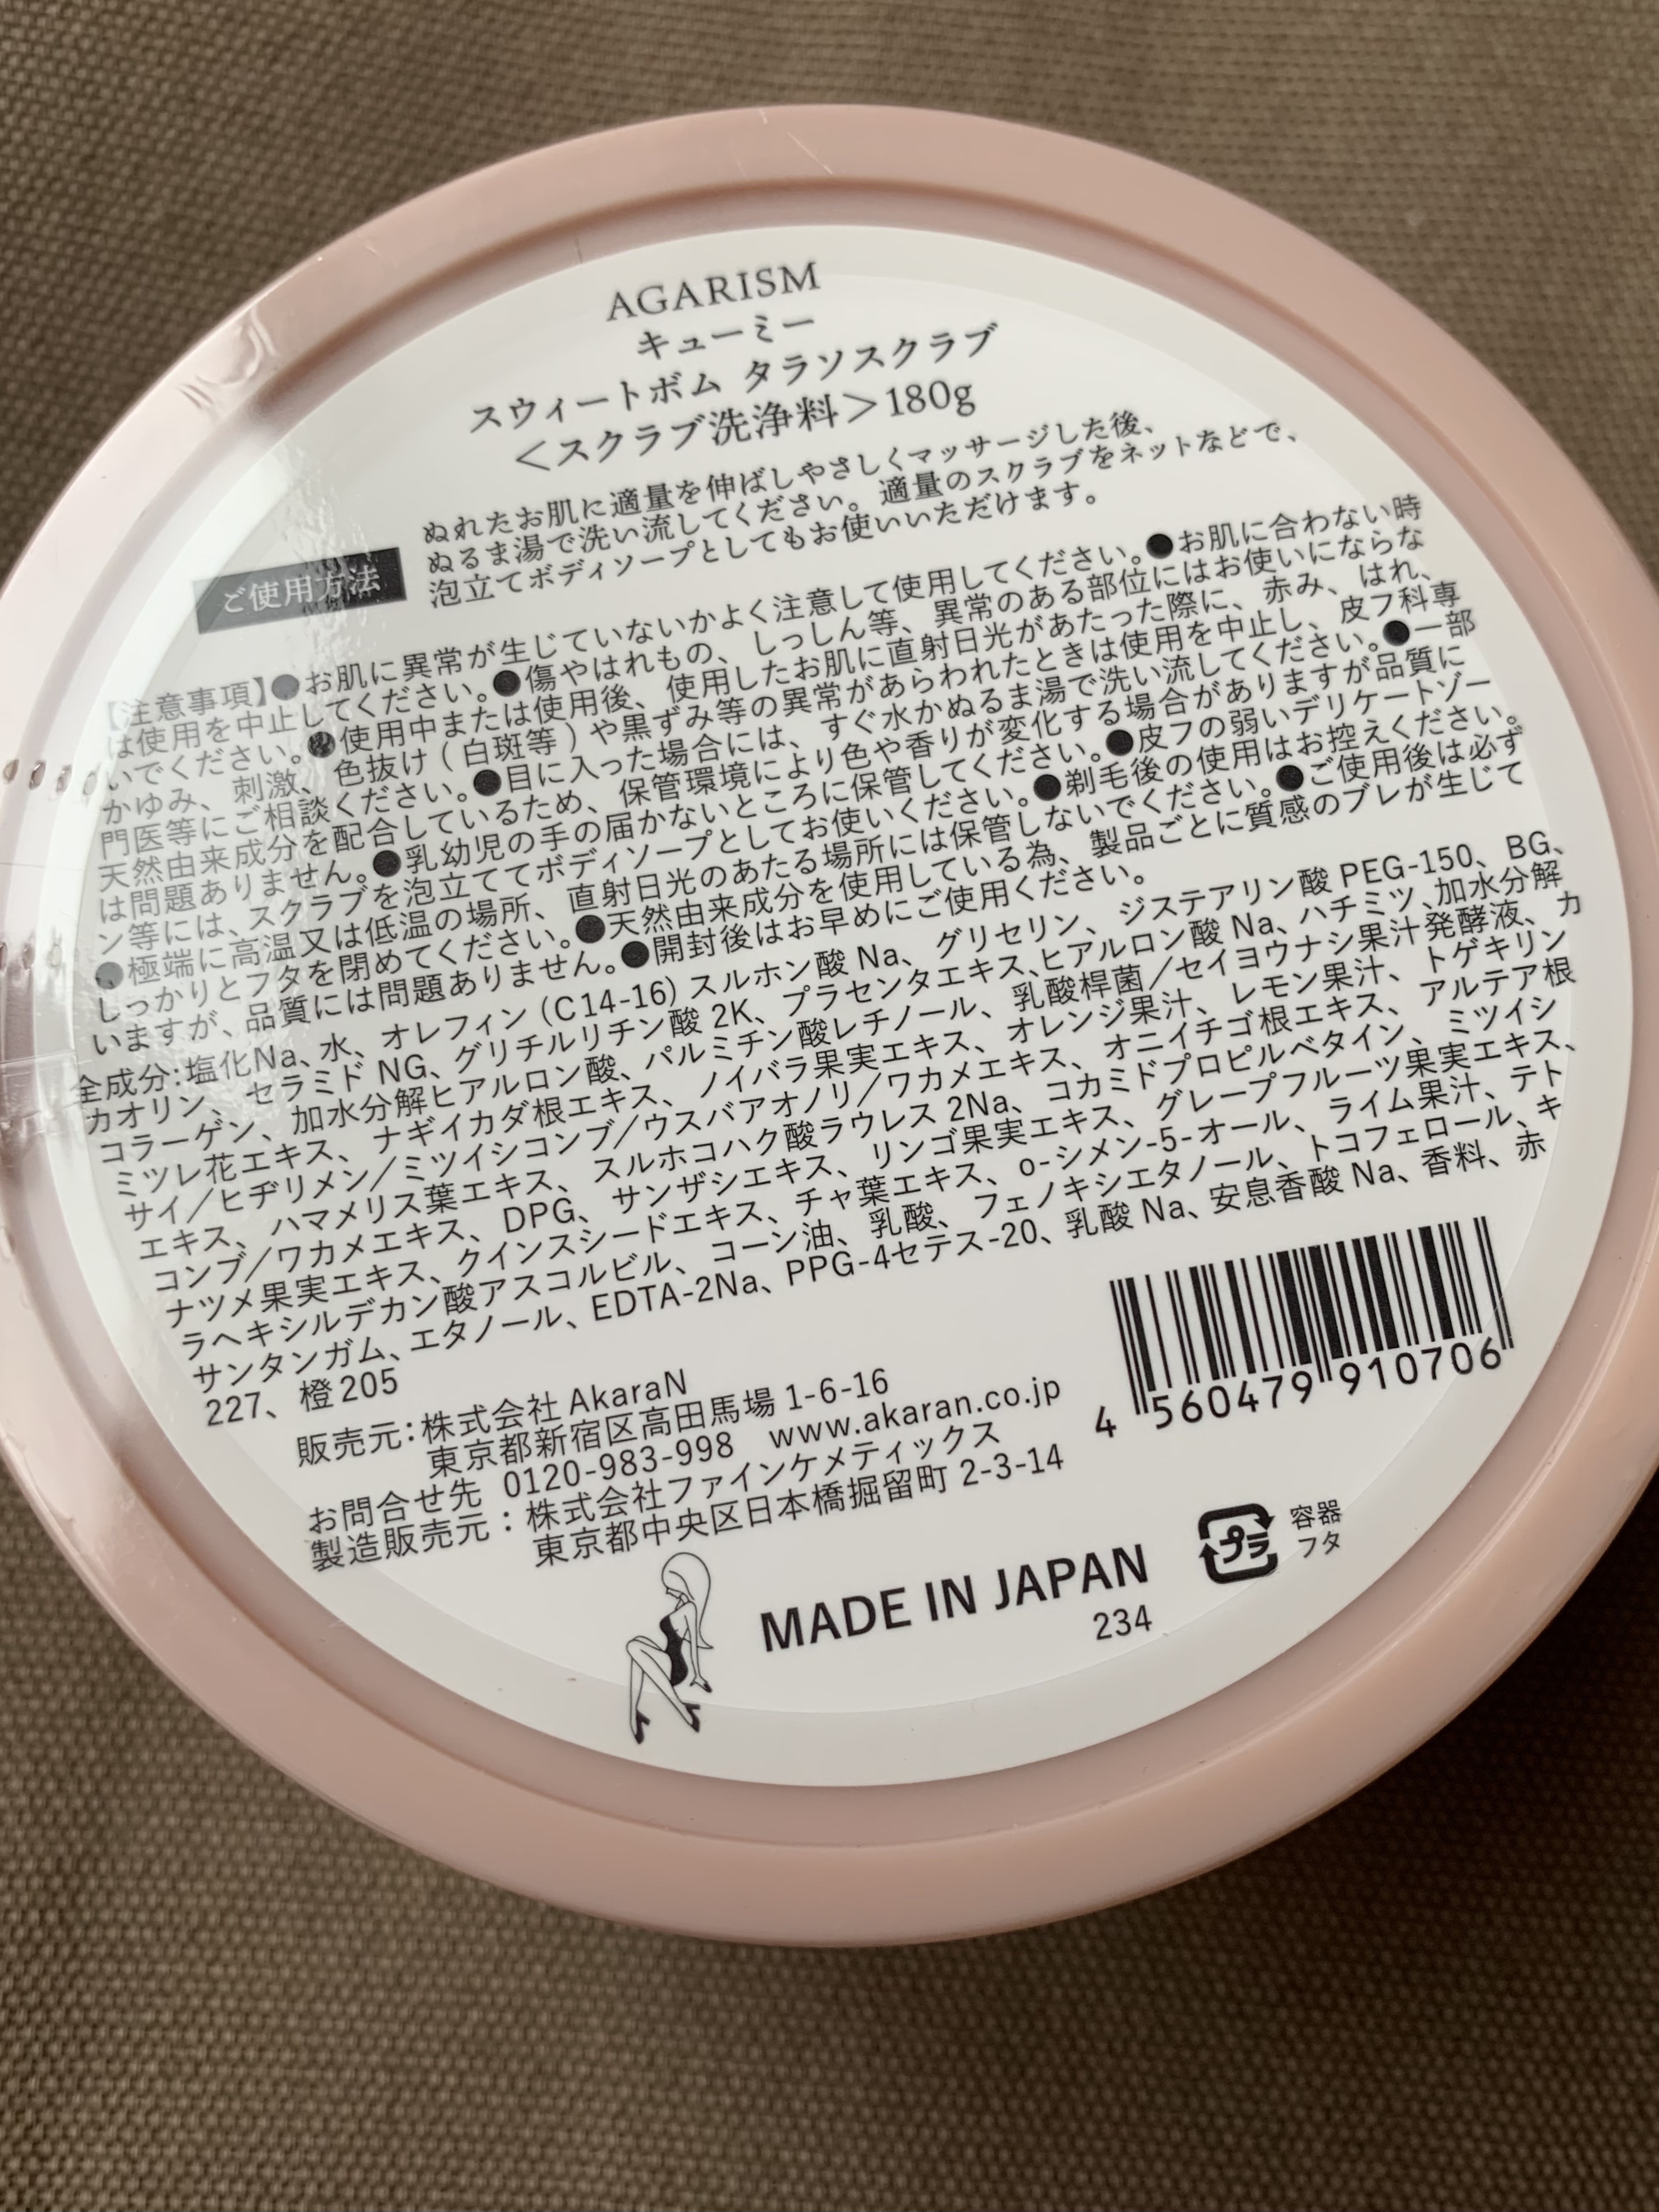 AGARISM
キューミー
スウィートボム タラソスクラブ
＜スクラブ洗浄料＞180g
ご使用方法
ぬれたお肌に適量を伸ばしやさしくマッサージした後、
ぬるま湯で洗い流してください。適量のスクラブをネットなどで、
泡立てボディソープとしてもお使いいただけます。
【注意事項】●お肌に異常が生じていないかよく注意して使用してください。●お肌に合わない時
は使用を中止してください。●傷やはれもの、しっしん等、異常のある部位にはお使いにならな
いでください。●使用中または使用後、使用したお肌に直射日光があたった際に、赤み、はれ、
かゆみ、刺激、色抜け(白斑等)や黒ずみ等の異常があらわれたときは使用を中止し、皮フ科専
門医等にご相談ください。●目に入った場合には、すぐ水かぬるま湯で洗い流してください。●一部
天然由来成分を配合しているため、保管環境により色や香りが変化する場合がありますが品質に
は問題ありません。●乳幼児の手の届かないところに保管してください。●皮フの弱いデリケートゾー
ン等には、スクラブを泡立ててボディソープとしてお使いください。●剃毛後の使用はお控えください。
●極端に高温又は低温の場所、直射日光のあたる場所には保管しないでください。●ご使用後は必ず
しっかりとフタを閉めてください。●天然由来成分を使用している為、製品ごとに質感のブレが生じて
いますが、品質には問題ありません。●開封後はお早めにご使用ください。
全成分:塩化Na、水、オレフィン(C14-16)スルホン酸 Na、グリセリン、ジステアリン酸 PEG-150、BG、
カオリン、セラミド NG、グリチルリチン酸 2K、プラセンタエキス、ヒアルロン酸 Na、ハチミツ、加水分解
コラーゲン、加水分解ヒアルロン酸、パルミチン酸レチノール、乳酸桿菌／セイヨウナシ果汁発酵液、カ
ミツレ花エキス、ナギイカダ根エキス、ノイバラ果実エキス、オレンジ果汁、レモン果汁、トゲキリン
サイ／ヒヂリメン／ミツイシコンブ／ウスバアオノリ／ワカメエキス、オニイチゴ根エキス、アルテア根
エキス、ハマメリス葉エキス、スルホコハク酸ラウレス 2Na、コカミドプロピルベタイン、ミツイシ
コンブ／ワカメエキス、DPG、サンザシエキス、リンゴ果実エキス、グレープフルーツ果実エキス、
ナツメ果実エキス、クインスシードエキス、チャ葉エキス、o-シメン-5-オール、ライム果汁、テト
ラヘキシルデカン酸アスコルビル、コーン油、乳酸、フェノキシエタノール、トコフェロール、キ
サンタンガム、エタノール、EDTA-2Na、PPG-4セテス-20、乳酸 Na、安息香酸 Na、香料、赤
227、橙205
販売元:株式会社 AkaraN
東京都新宿区高田馬場 1-6-16
お問合せ先 0120-983-998 www.akaran.co.jp
製造販売元：株式会社ファインケメティックス
東京都中央区日本橋堀留町 2-3-14
4 560479 910706
MADE IN JAPAN
234
プラ
容器
フタ